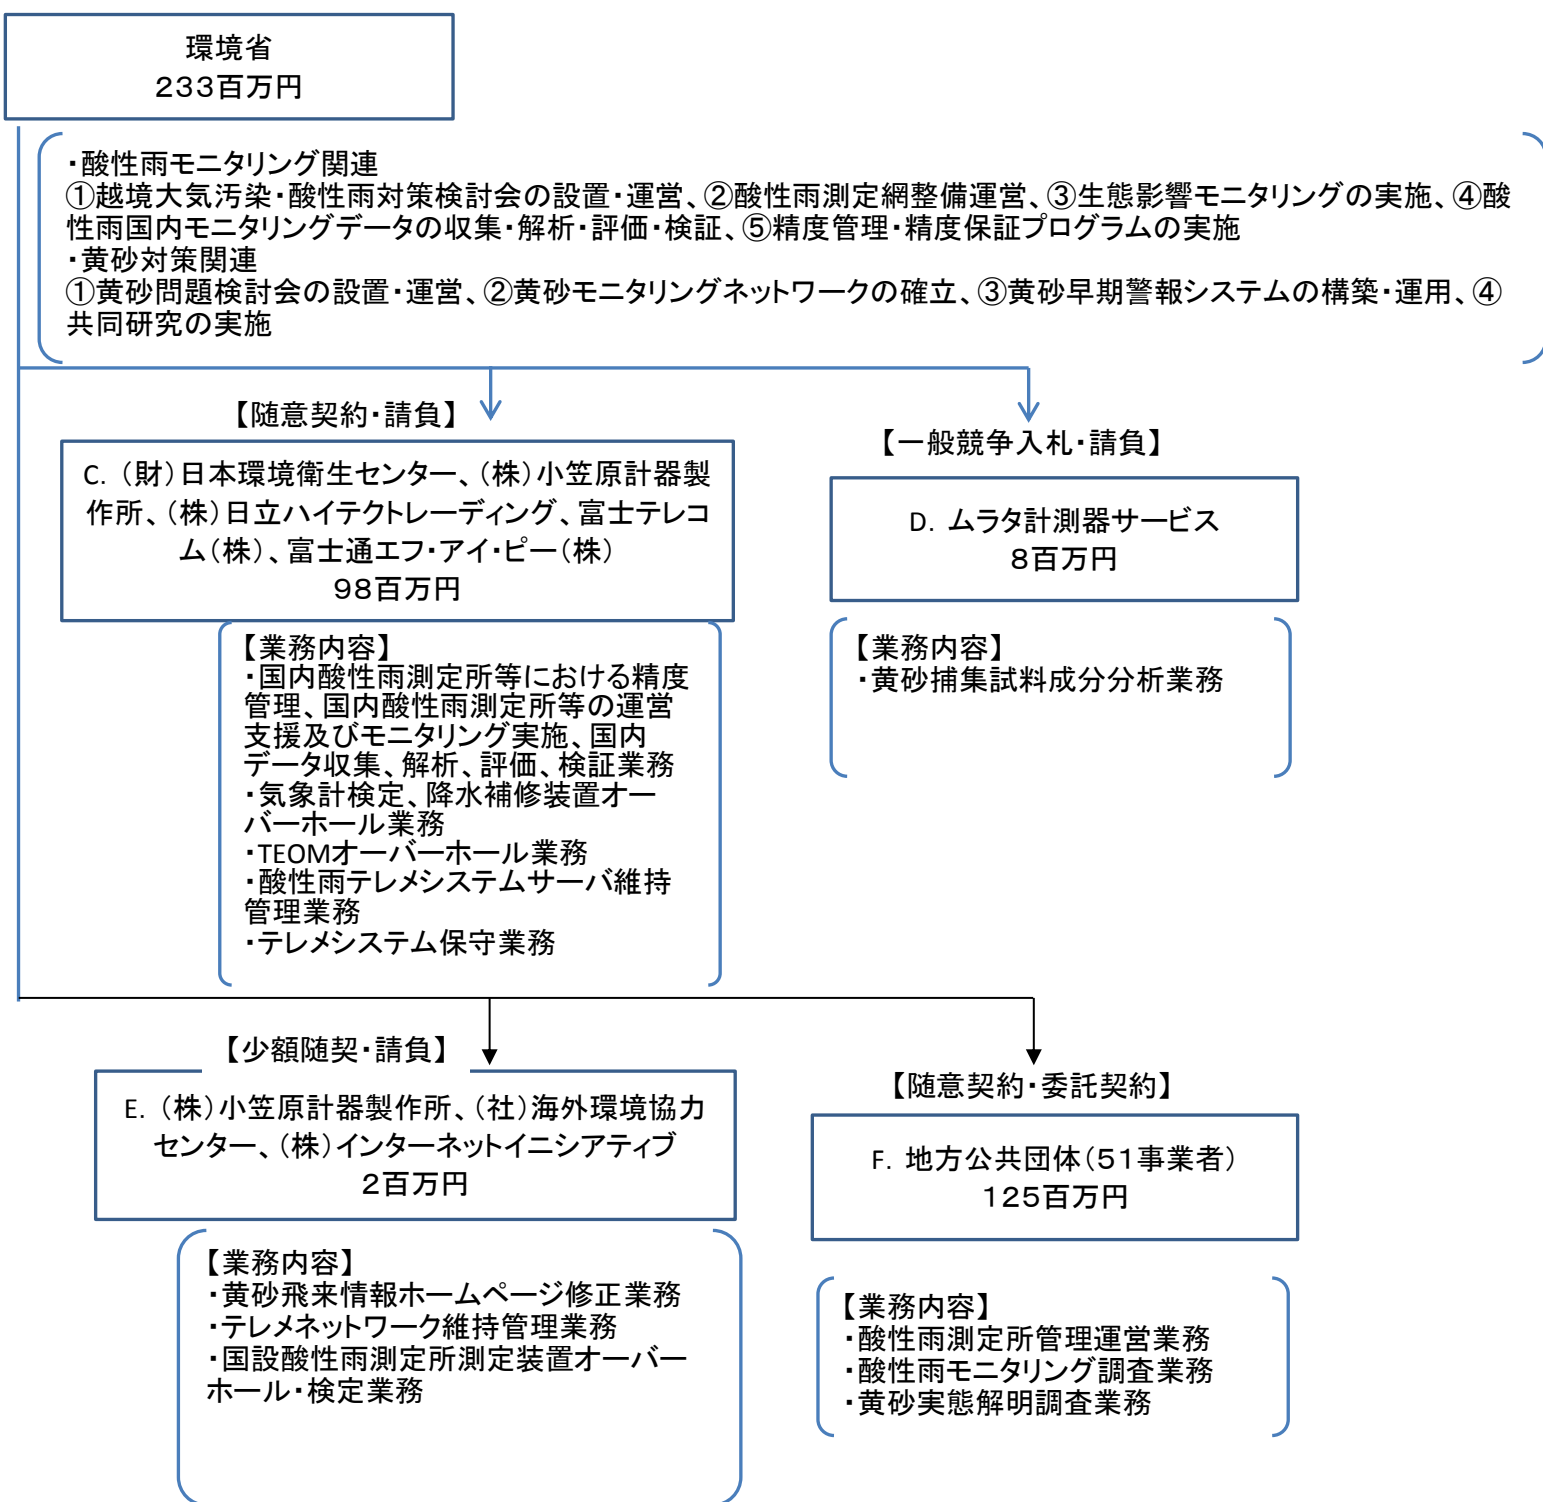 環境省
233百万円
・酸性雨モニタリング関連
①越境大気汚染・酸性雨対策検討会の設置・運営、②酸性雨測定網整備運営、③生態影響モニタリングの実施、④酸
性雨国内モニタリングデータの収集・解析・評価・検証、⑤精度管理・精度保証プログラムの実施
・黄砂対策関連
①黄砂問題検討会の設置・運営、②黄砂モニタリングネットワークの確立、③黄砂早期警報システムの構築・運用、④
共同研究の実施
【随意契約・請負】
C. （財）日本環境衛生センター、（株）小笠原計器製
作所、（株）日立ハイテクトレーディング、富士テレコ
ム（株）、富士通エフ・アイ・ピー（株）
98百万円
【業務内容】
・国内酸性雨測定所等における精度
管理、国内酸性雨測定所等の運営
支援及びモニタリング実施、国内
データ収集、解析、評価、検証業務
・気象計検定、降水補修装置オー
バーホール業務
・TEOMオーバーホール業務
・酸性雨テレメシステムサーバ維持
管理業務
・テレメシステム保守業務
【一般競争入札・請負】
D. ムラタ計測器サービス
8百万円
【業務内容】
・黄砂捕集試料成分分析業務
【少額随契・請負】
E. （株）小笠原計器製作所、（社）海外環境協力
センター、（株）インターネットイニシアティブ
2百万円
【業務内容】
・黄砂飛来情報ホームページ修正業務
・テレメネットワーク維持管理業務
・国設酸性雨測定所測定装置オーバー
ホール・検定業務
【随意契約・委託契約】
F. 地方公共団体（51事業者）
125百万円
【業務内容】
・酸性雨測定所管理運営業務
・酸性雨モニタリング調査業務
・黄砂実態解明調査業務